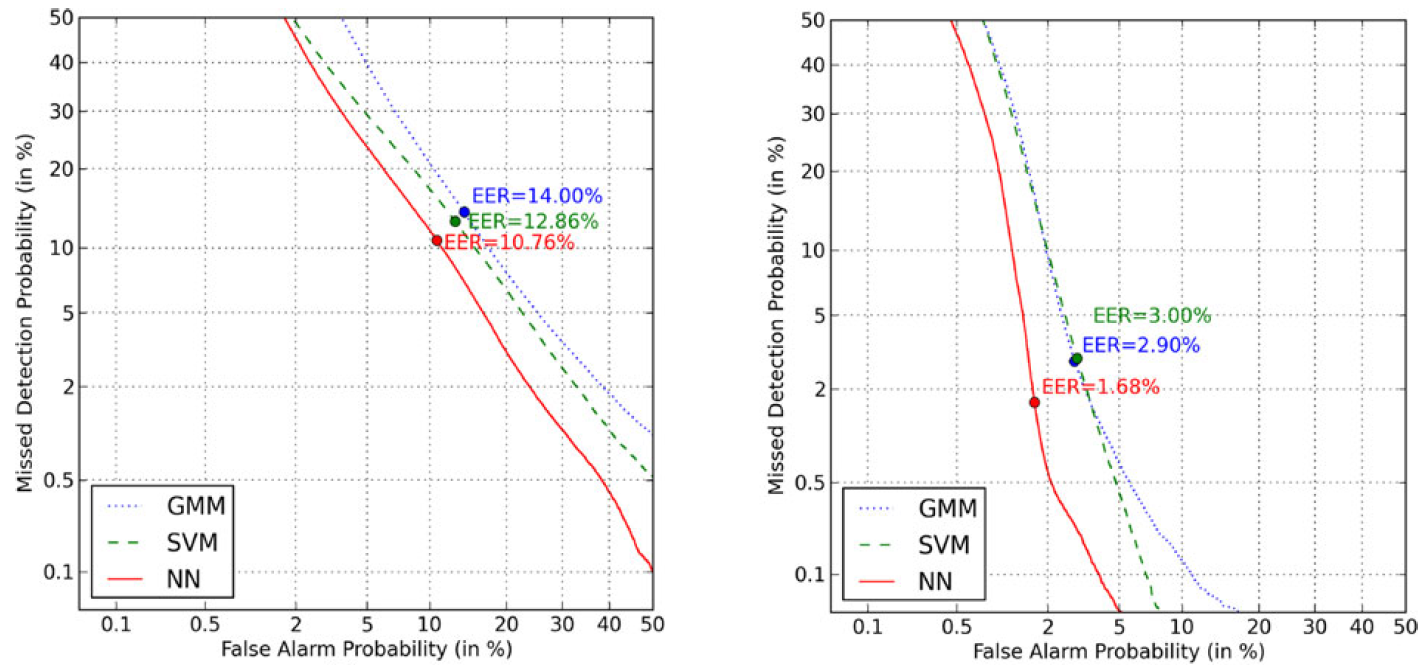 50
40
30
20
10
5
2
0.5
0.1
Missed Detection Probability (in %)
EER=14.00%
EER=12.86%
EER=10.76%
GMM
SVM
NN
0.1 0.5 2 5 10 20 30 40 50
False Alarm Probability (in %)
50
40
30
20
10
5
2
0.5
0.1
Missed Detection Probability (in %)
EER=3.00%
EER=2.90%
EER=1.68%
GMM
SVM
NN
0.1 0.5 2 5 10 20 30 40 50
False Alarm Probability (in %)